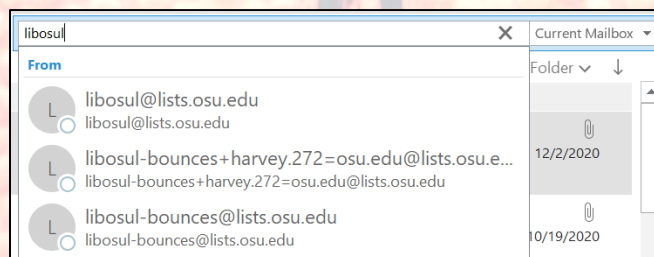 libosul Current Mailbox
From Folder
L libosul@lists.osu.edu
libosul@lists.osu.edu
L libosul-bounces+harvey.272=osu.edu@lists.osu.e...
libosul-bounces+harvey.272=osu.edu@lists.osu.edu
12/2/2020
L libosul-bounces@lists.osu.edu
libosul-bounces@lists.osu.edu
10/19/2020